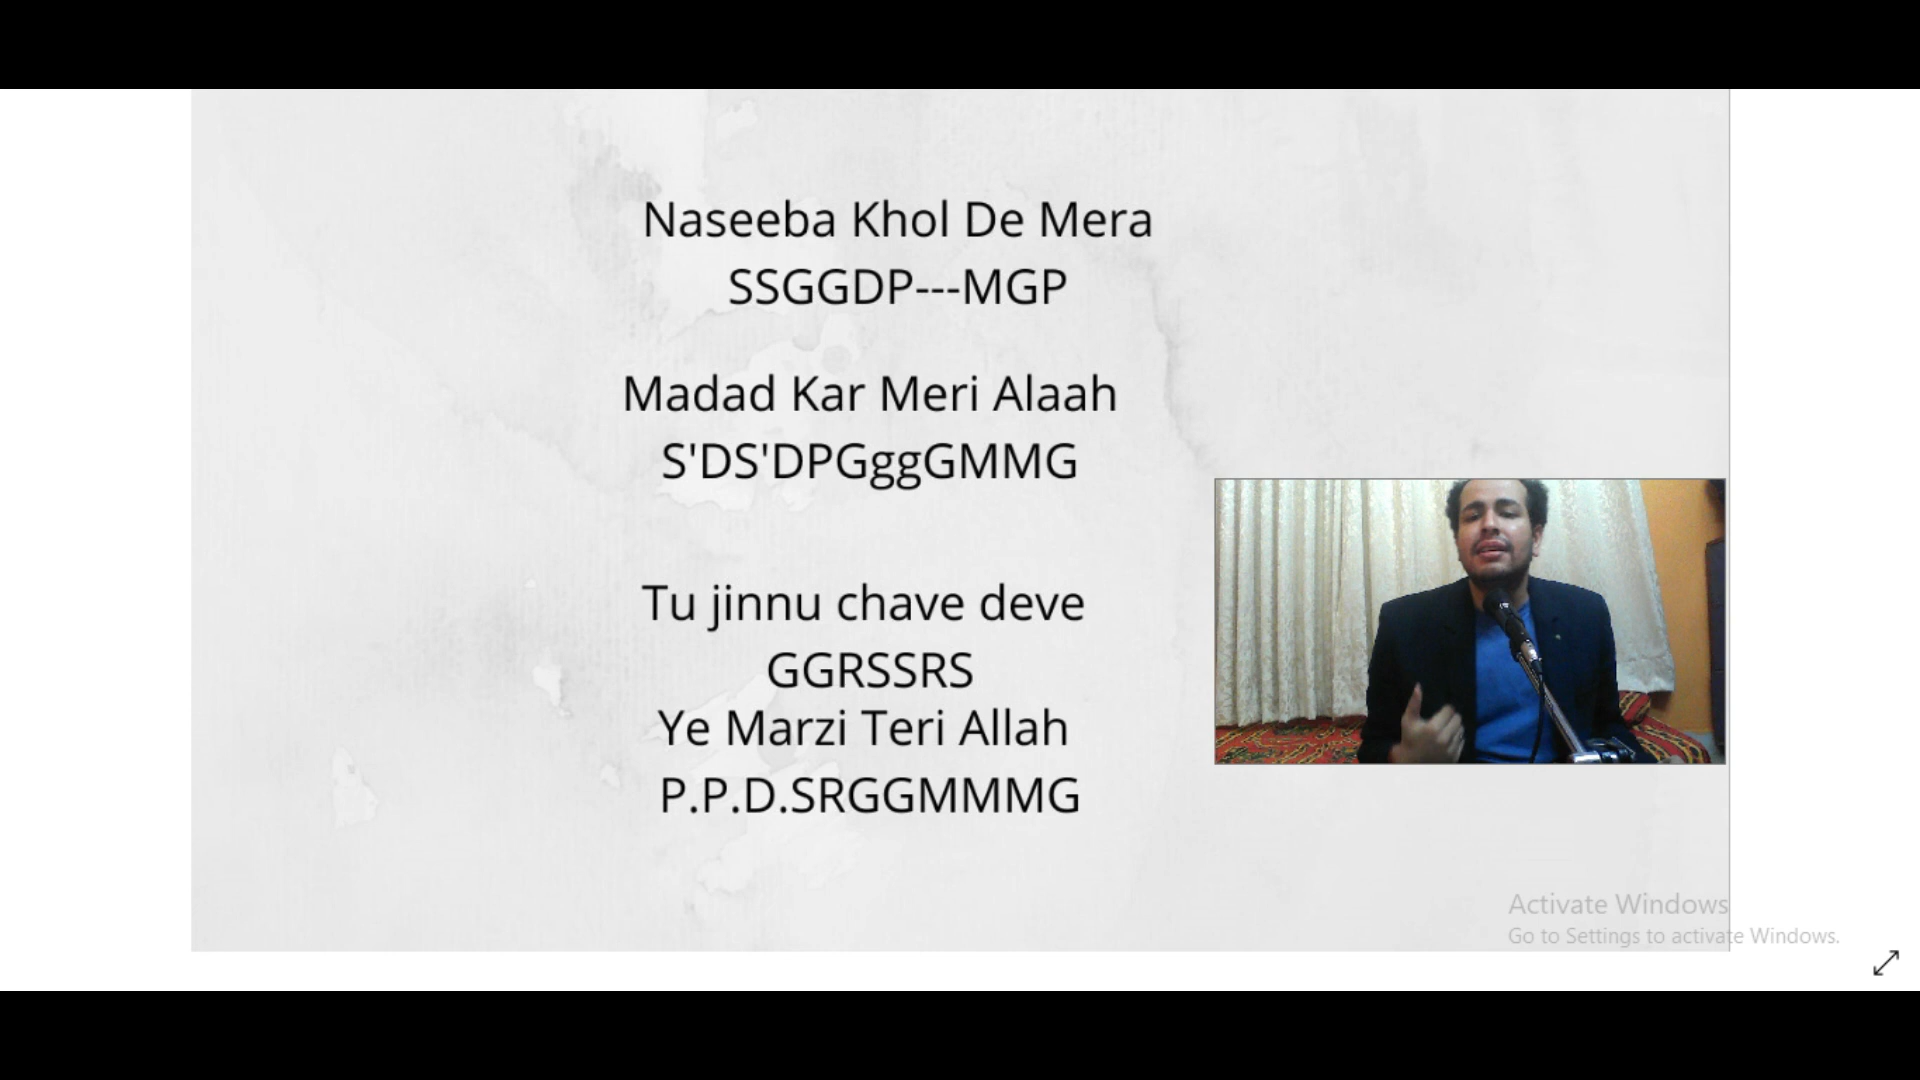 Naseeba Khol De Mera
SSGGDP---MGP
Madad Kar Meri Alaah
S'DS'DPGggGMMG
Tu jinnu chave deve
GGRSSRS
Ye Marzi Teri Allah
P.P.D.SRGGMMMG
Activate Windows
Go to Settings to activate Windows.